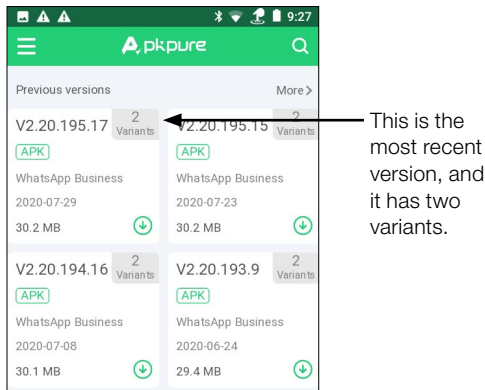 9:27
pkpure
Previous versions
More >
V2.20.195.17
2
Variants
APK
WhatsApp Business
2020-07-29
30.2 MB
V2.20.195.15
2
Variants
APK
WhatsApp Business
2020-07-23
30.2 MB
V2.20.194.16
2
Variants
APK
WhatsApp Business
2020-07-08
30.1 MB
V2.20.193.9
2
Variants
APK
WhatsApp Business
2020-06-24
29.4 MB
This is the
most recent
version, and
it has two
variants.